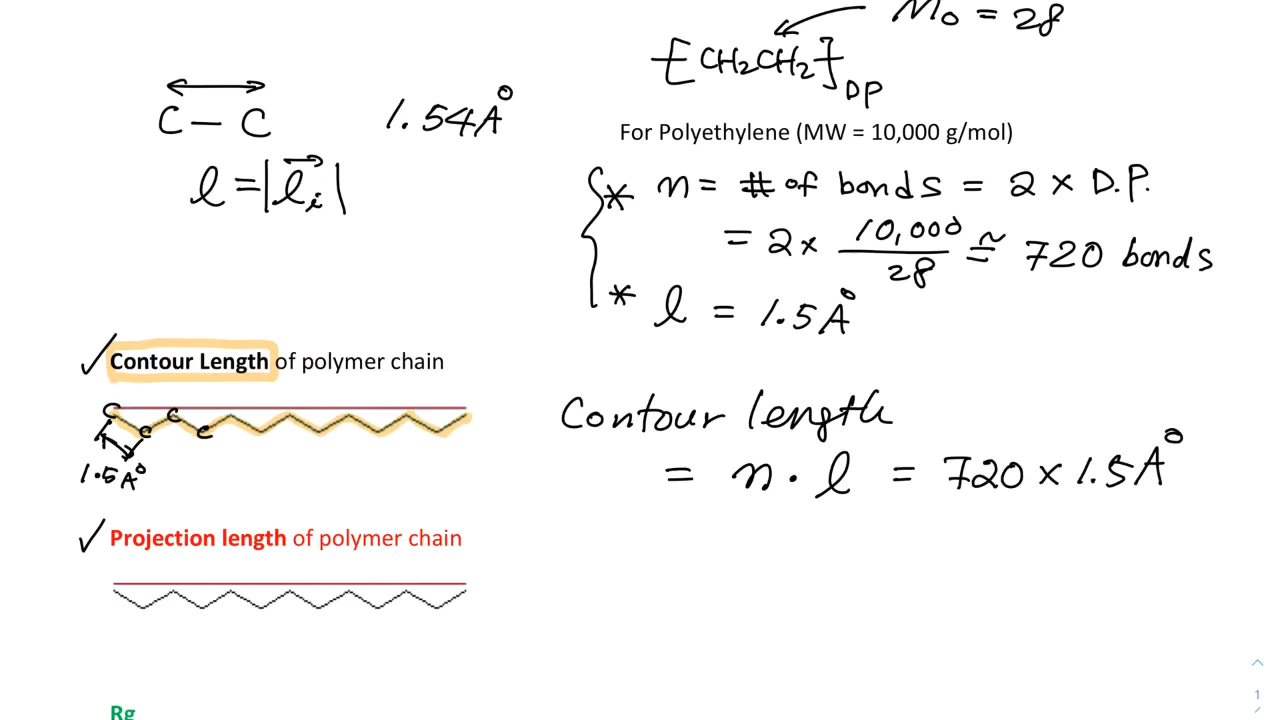 M₀ = 28
-[CH₂CH₂]-DP
C — C 1.54Å
l = |l⃗ᵢ|
For Polyethylene (MW = 10,000 g/mol)
* n = # of bonds = 2 × D.P.
= 2 × 10,000/28 ≅ 720 bonds
* l = 1.5Å
✓ Contour Length of polymer chain
C C C C
1.5Å
Contour length
= n · l = 720 × 1.5Å
✓ Projection length of polymer chain
Rg
1